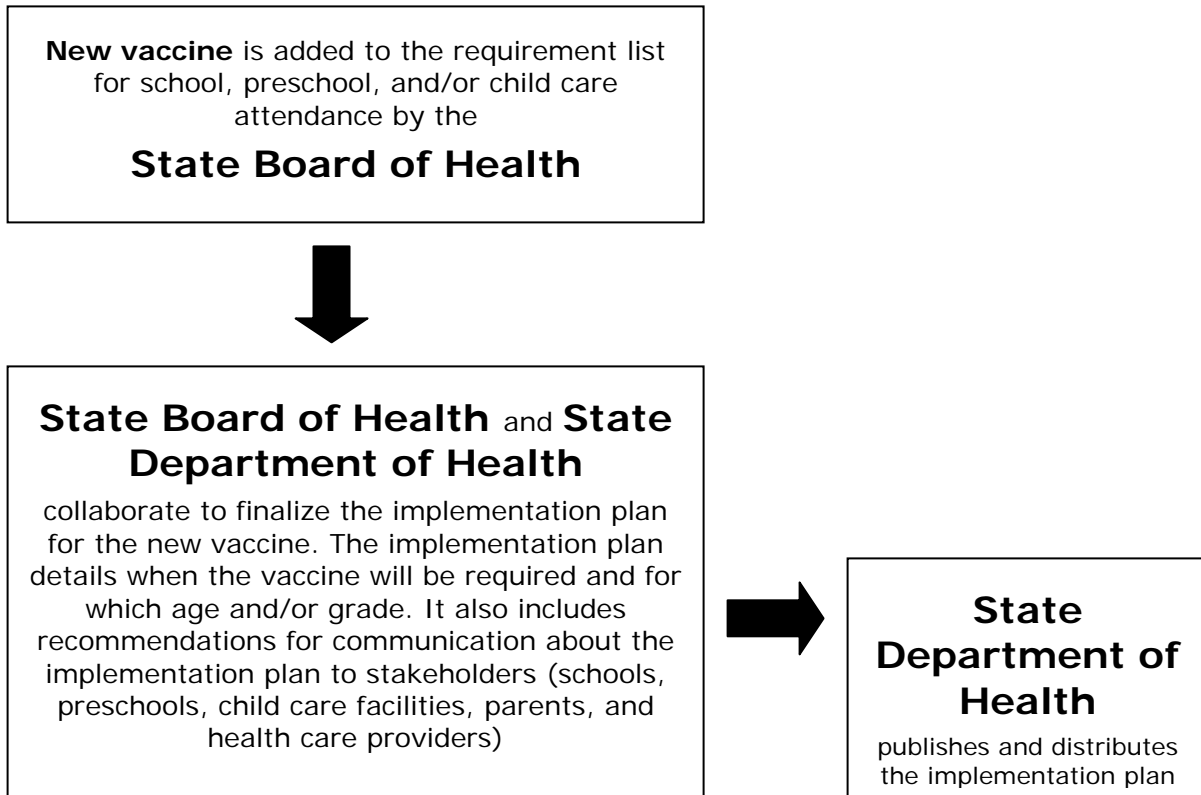 New vaccine is added to the requirement list
for school, preschool, and/or child care
attendance by the
State Board of Health
State Board of Health and State
Department of Health
collaborate to finalize the implementation plan
for the new vaccine. The implementation plan
details when the vaccine will be required and for
which age and/or grade. It also includes
recommendations for communication about the
implementation plan to stakeholders (schools,
preschools, child care facilities, parents, and
health care providers)
State
Department of
Health
publishes and distributes
the implementation plan